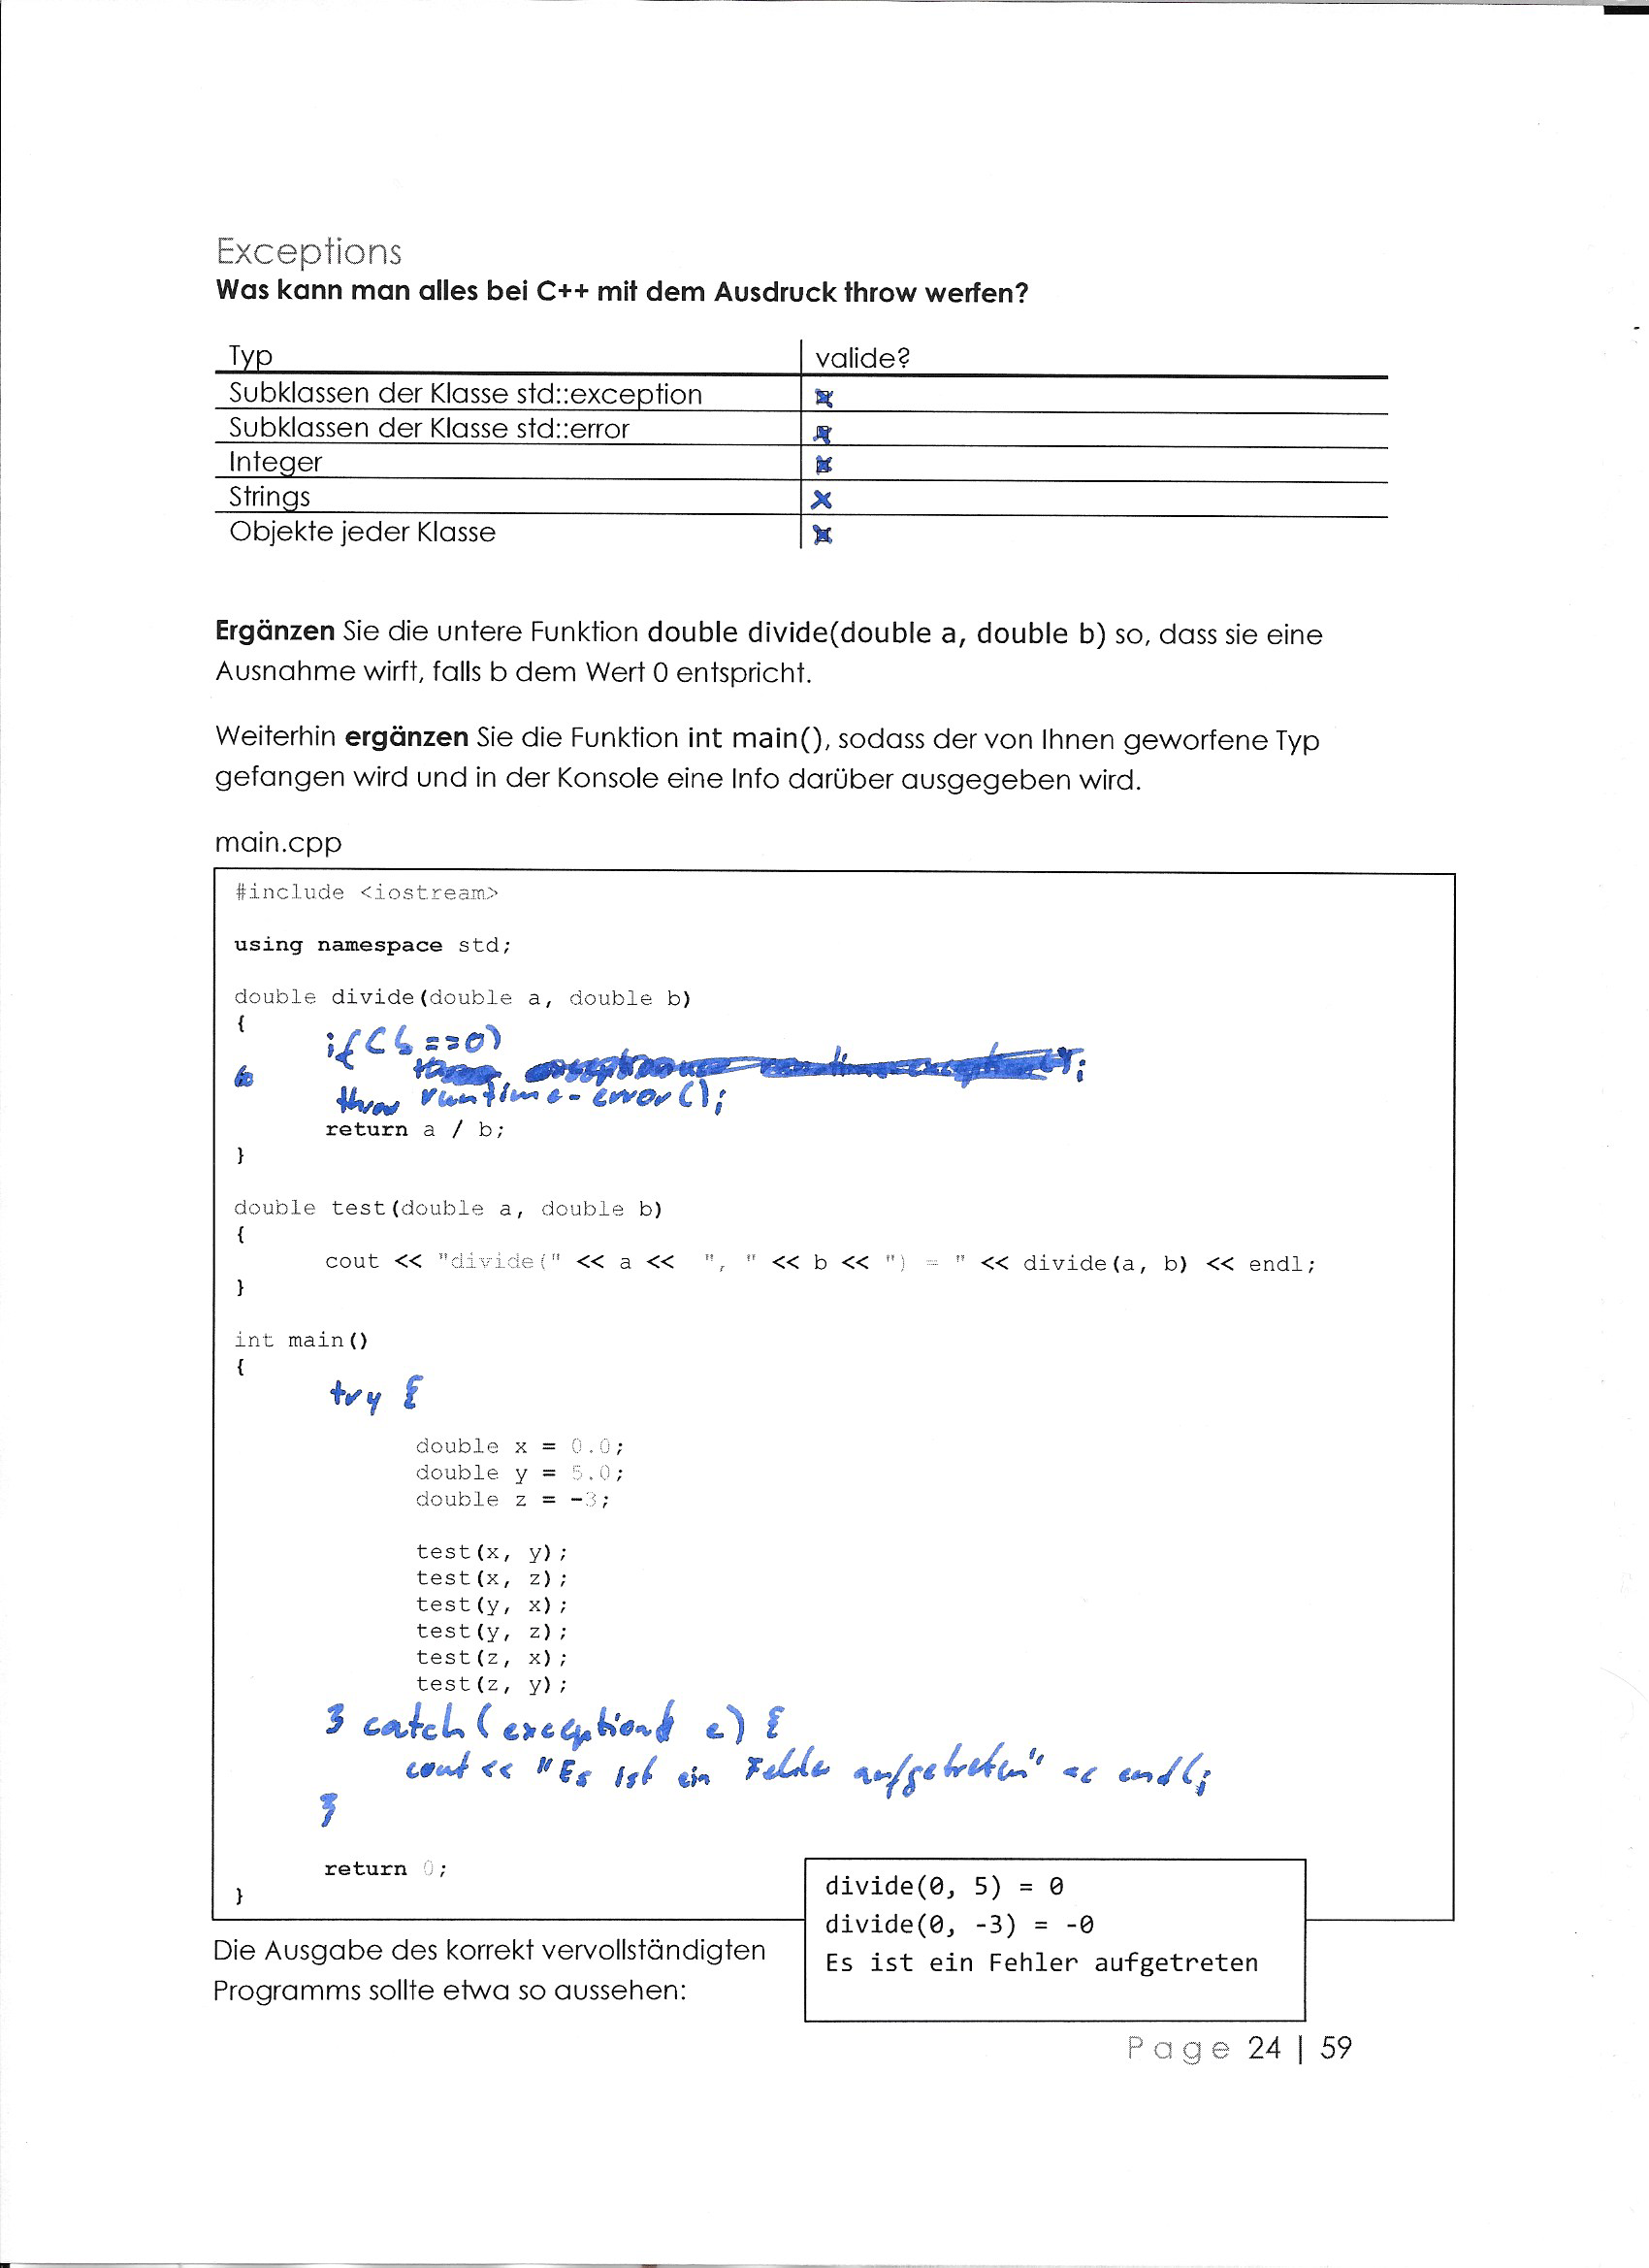 Exceptions
Was kann man alles bei C++ mit dem Ausdruck throw werfen?
Typ valide?
Subklassen der Klasse std::exception x
Subklassen der Klasse std::error x
Integer x
Strings x
Objekte jeder Klasse x
Ergänzen Sie die untere Funktion double divide(double a, double b) so, dass sie eine
Ausnahme wirft, falls b dem Wert 0 entspricht.
Weiterhin ergänzen Sie die Funktion int main(), sodass der von Ihnen geworfene Typ
gefangen wird und in der Konsole eine Info darüber ausgegeben wird.
main.cpp
#include <iostream>
using namespace std;
double divide(double a, double b)
{
if(b==0)
throw runtime-error();
return a / b;
}
double test(double a, double b)
{
cout << "divide(" << a << ", " << b << ") = " << divide(a, b) << endl;
}
int main()
{
try {
double x = 0.0;
double y = 5.0;
double z = -3;
test(x, y);
test(x, z);
test(y, x);
test(y, z);
test(z, x);
test(z, y);
} catch(exception& e) {
cout << "Es ist ein Fehler aufgetreten" << endl;
}
return 0;
}
divide(0, 5) = 0
divide(0, -3) = -0
Es ist ein Fehler aufgetreten
Die Ausgabe des korrekt vervollständigten
Programms sollte etwa so aussehen:
Page 24 | 59